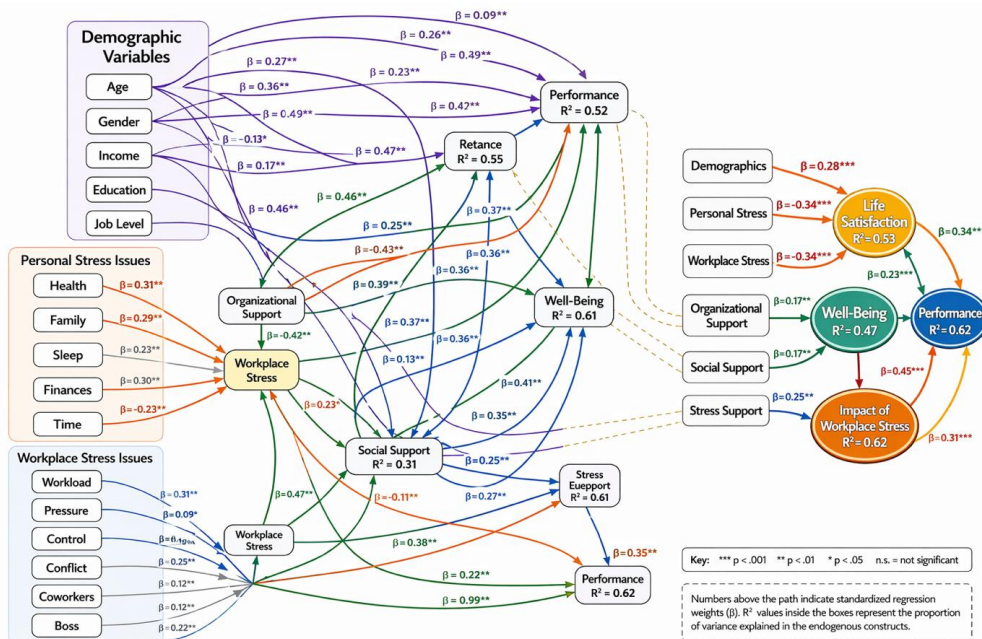 Demographic
Variables
Age
Gender
Income
Education
Job Level
Personal Stress Issues
Health
Family
Sleep
Finances
Time
Workplace Stress Issues
Workload
Pressure
Control
Conflict
Coworkers
Boss
β = 0.09**
β = 0.26**
β = 0.49**
β = 0.27**
β = 0.23**
β = 0.36**
β = 0.42**
β = 0.49**
β = -0.13*
β = 0.47**
β = 0.17**
β = 0.46**
β = 0.46**
β = 0.25**
β = 0.37**
β = -0.43**
β = 0.36**
β = 0.36**
β = 0.39**
β = -0.42**
β = 0.37**
β = 0.36**
β = 0.13**
β = 0.41**
β = 0.23*
β = 0.35**
β = 0.25**
β = 0.27**
β = 0.47**
β = -0.11**
β = 0.38**
β = 0.35**
β = 0.22**
β = 0.99**
β = 0.31**
β = 0.29**
β = 0.23**
β = 0.30**
β = -0.23**
β = 0.31**
β = 0.09*
β = 0.25**
β = 0.12**
β = 0.12**
β = 0.22**
Performance
R² = 0.52
Retance
R² = 0.55
Organizational
Support
Well-Being
R² = 0.61
Workplace
Stress
Social Support
R² = 0.31
Stress
Euepport
R² = 0.61
Workplace
Stress
Performance
R² = 0.62
Demographics
Personal Stress
Workplace Stress
Organizational
Support
Social Support
Stress Support
β = 0.28***
β = -0.34***
β = -0.34***
β = 0.17**
β = 0.17**
β = 0.25**
Life
Satisfaction
R² = 0.53
β = 0.34**
β = 0.23***
Well-Being
R² = 0.47
Performance
R² = 0.62
β = 0.45***
Impact of
Workplace Stress
R² = 0.62
β = 0.31***
Key: *** p < .001 ** p < .01 * p < .05 n.s. = not significant
Numbers above the path indicate standardized regression
weights (β). R² values inside the boxes represent the proportion
of variance explained in the endogenous constructs.